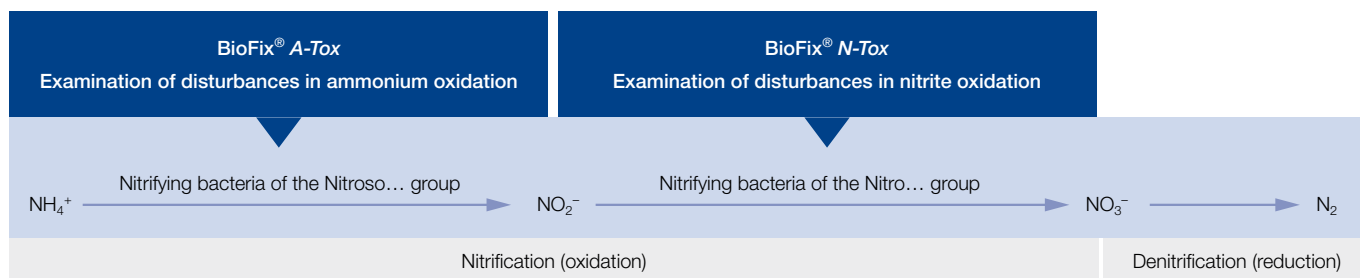 BioFix® A-Tox
Examination of disturbances in ammonium oxidation
BioFix® N-Tox
Examination of disturbances in nitrite oxidation
Nitrifying bacteria of the Nitroso… group
Nitrifying bacteria of the Nitro… group
NH₄⁺ NO₂⁻ NO₃⁻ N₂
Nitrification (oxidation)
Denitrification (reduction)